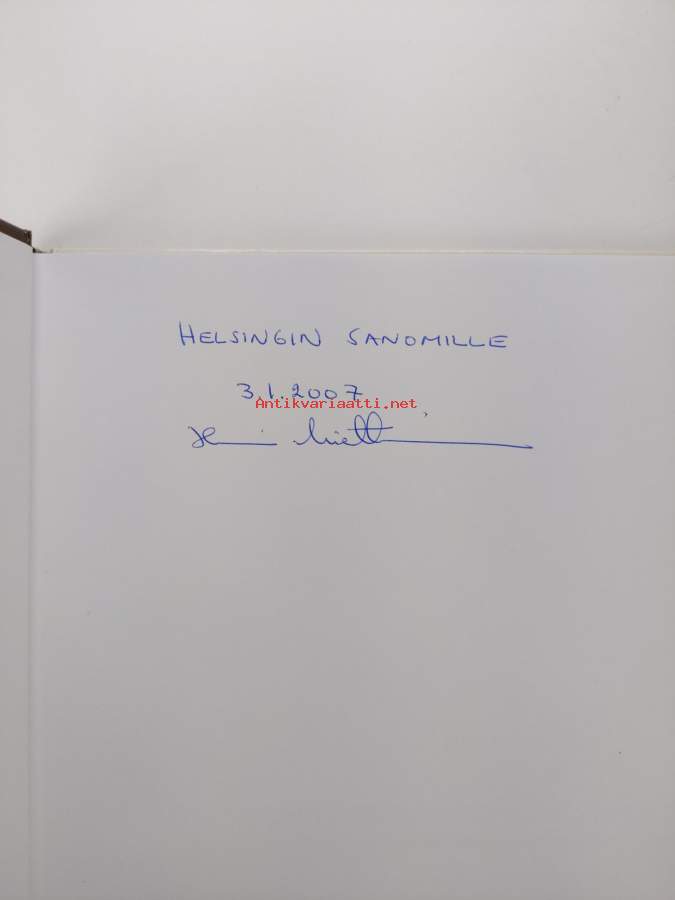 HELSINGIN SANOMILLE
3.1.2007
Antikvariaatti.net